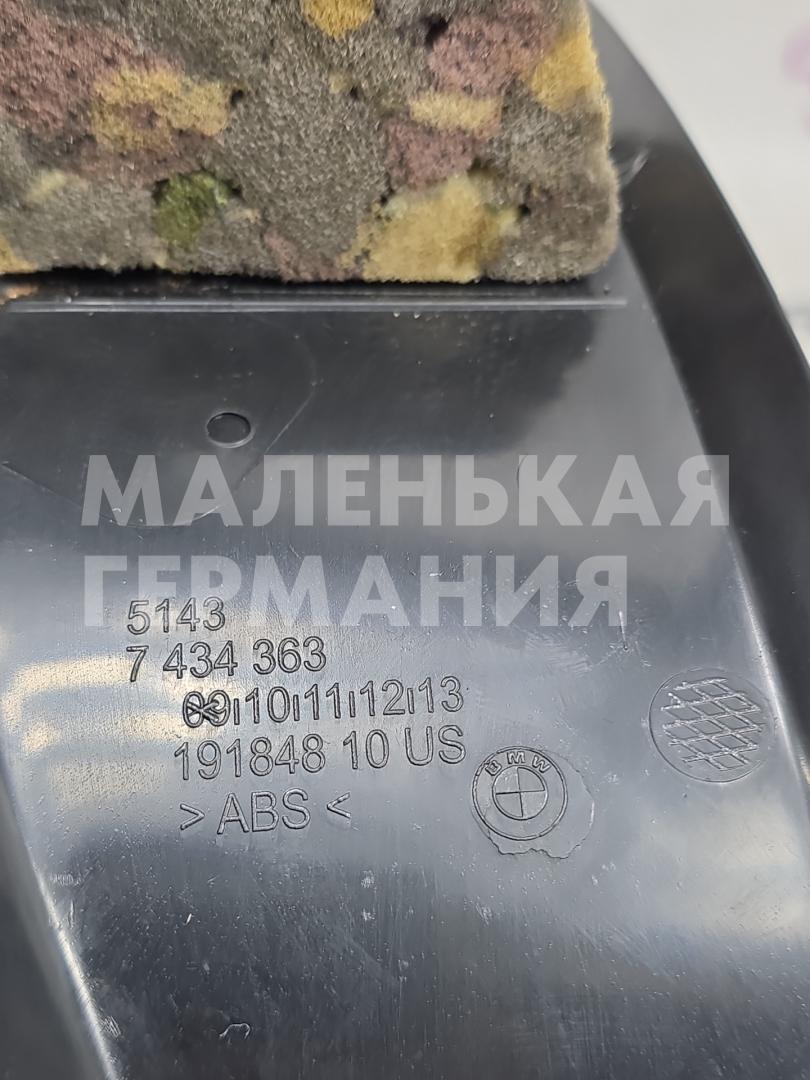 МАЛЕНЬКАЯ
ГЕРМАНИЯ
5143
7 434 363
09|10|11|12|13
191848 10 US
BMW
>ABS<